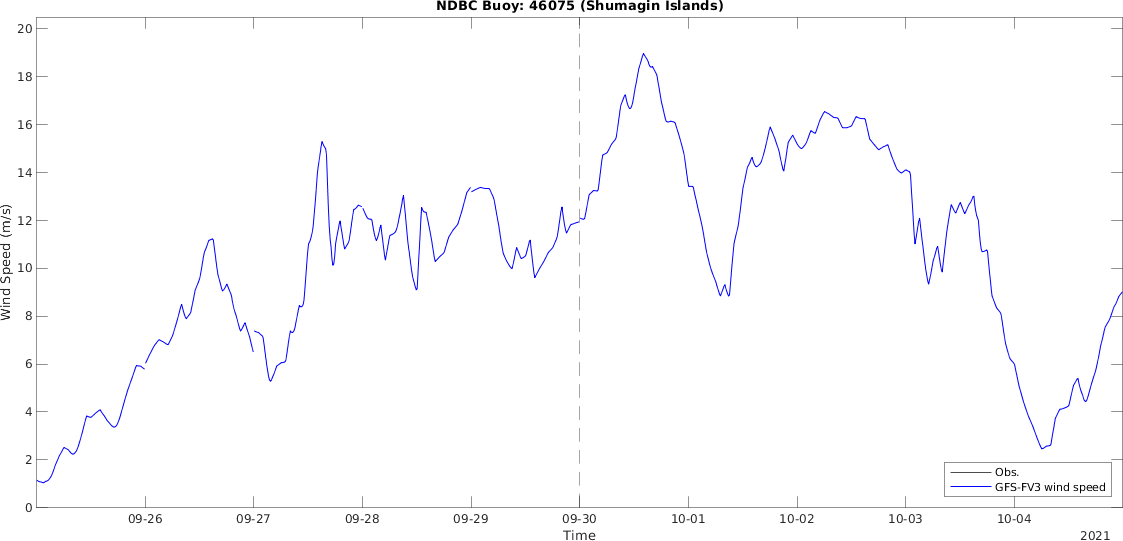 NDBC Buoy: 46075 (Shumagin Islands)
20
18
16
14
12
10
8
6
4
2
0
Wind Speed (m/s)
09-26 09-27 09-28 09-29 09-30 10-01 10-02 10-03 10-04
Time
2021
Obs.
GFS-FV3 wind speed